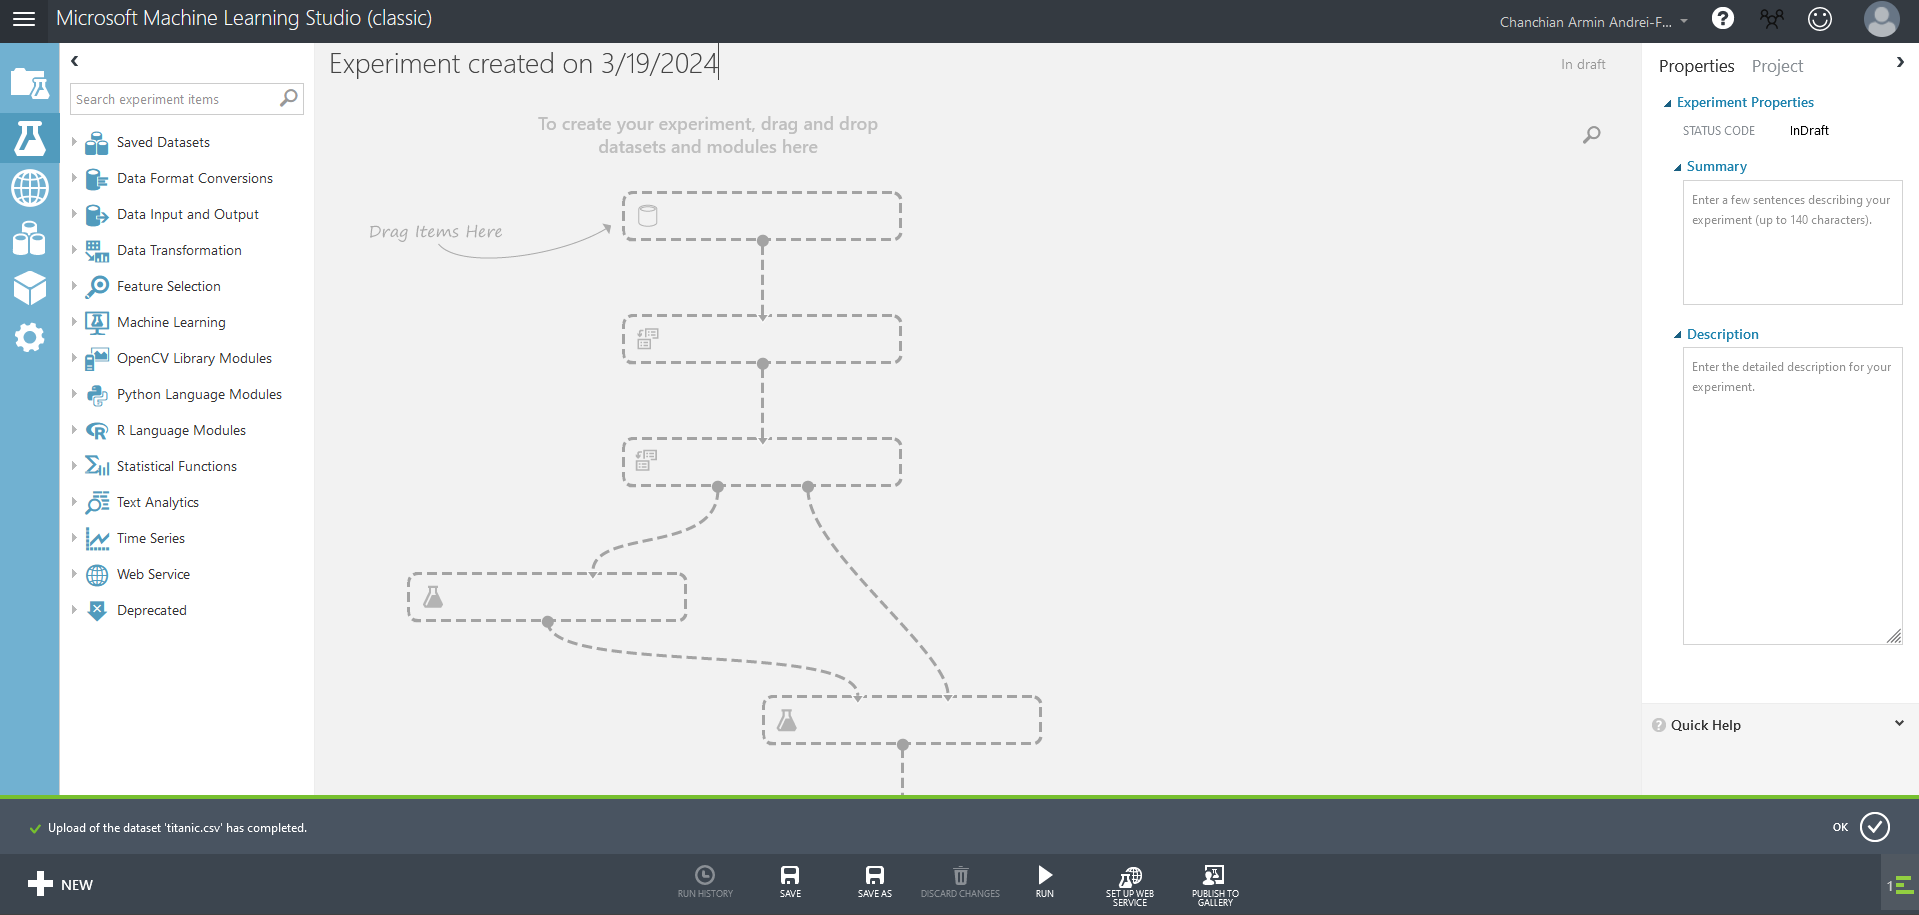 Microsoft Machine Learning Studio (classic)
Chanchian Armin Andrei-F...
Experiment created on 3/19/2024
In draft
Search experiment items
Saved Datasets
Data Format Conversions
Data Input and Output
Data Transformation
Feature Selection
Machine Learning
OpenCV Library Modules
Python Language Modules
R Language Modules
Statistical Functions
Text Analytics
Time Series
Web Service
Deprecated
To create your experiment, drag and drop
datasets and modules here
Drag Items Here
Properties Project
Experiment Properties
STATUS CODE InDraft
Summary
Enter a few sentences describing your
experiment (up to 140 characters).
Description
Enter the detailed description for your
experiment.
Quick Help
Upload of the dataset 'titanic.csv' has completed.
OK
NEW
RUN HISTORY
SAVE
SAVE AS
DISCARD CHANGES
RUN
SET UP WEB
SERVICE
PUBLISH TO
GALLERY
1